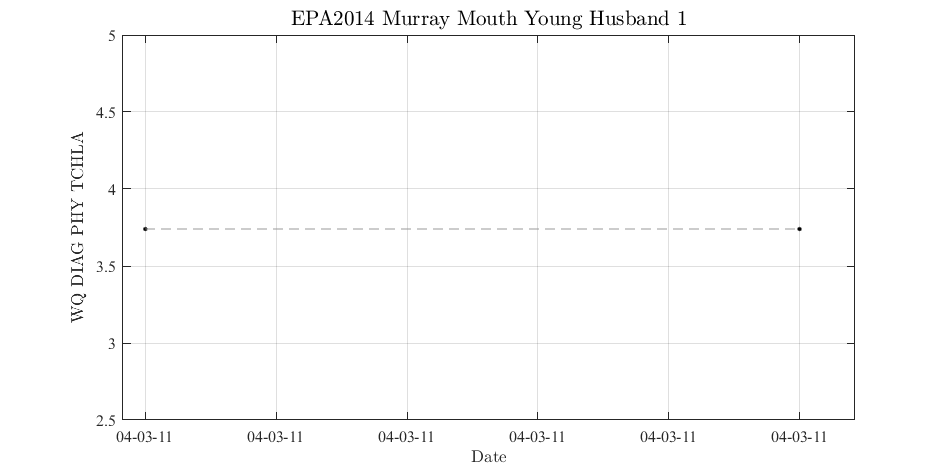 EPA2014 Murray Mouth Young Husband 1
5
4.5
4
3.5
3
2.5
WQ DIAG PHY TCHLA
04-03-11 04-03-11 04-03-11 04-03-11 04-03-11 04-03-11
Date